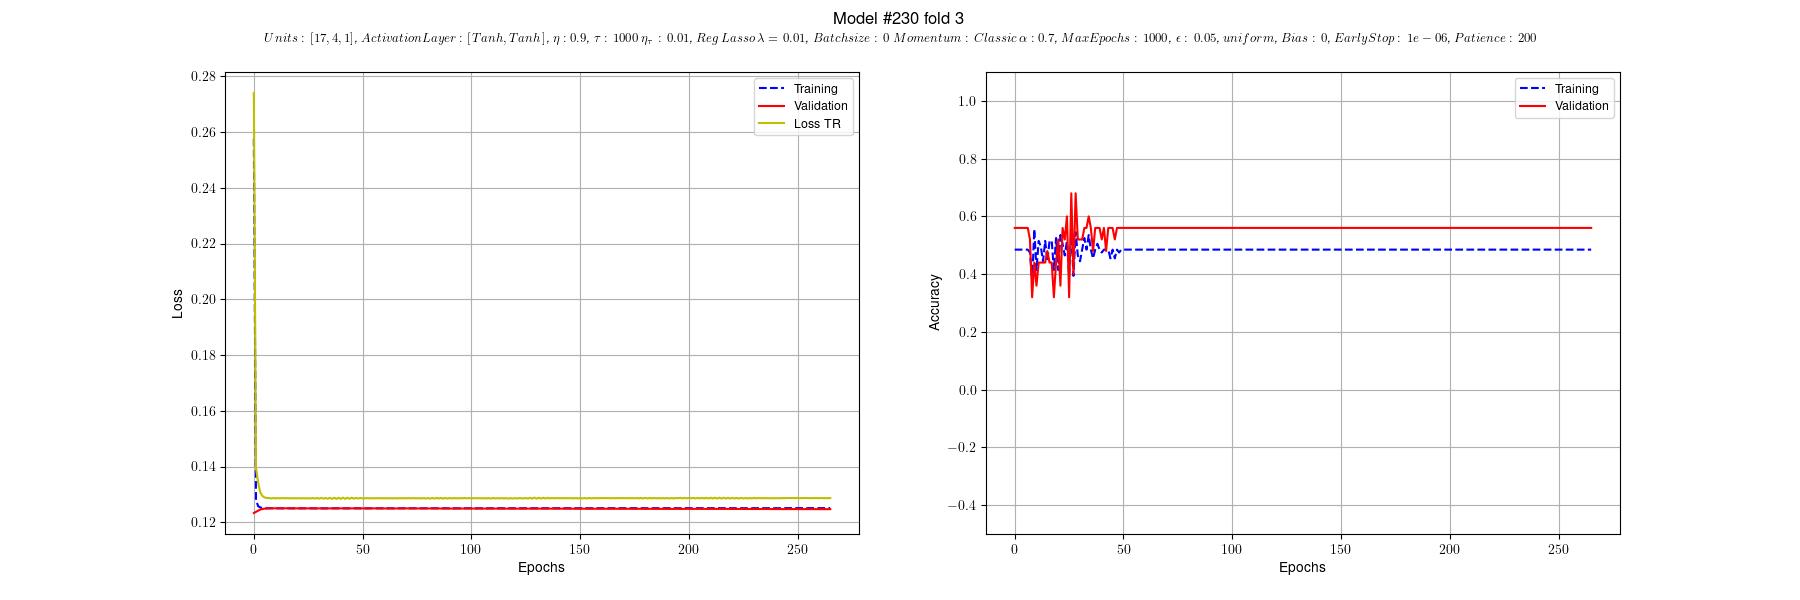 Model #230 fold 3
Units : [17, 4, 1], ActivationLayer : [Tanh, Tanh], η : 0.9, τ : 1000 η_τ : 0.01, Reg Lasso λ = 0.01, Batchsize : 0 Momentum : Classic α : 0.7, MaxEpochs : 1000, ϵ : 0.05, uniform, Bias : 0, EarlyStop : 1e − 06, Patience : 200
0.28
0.26
0.24
0.22
0.20
0.18
0.16
0.14
0.12
Loss
0 50 100 150 200 250
Epochs
Training
Validation
Loss TR
1.0
0.8
0.6
0.4
0.2
0.0
−0.2
−0.4
Accuracy
0 50 100 150 200 250
Epochs
Training
Validation